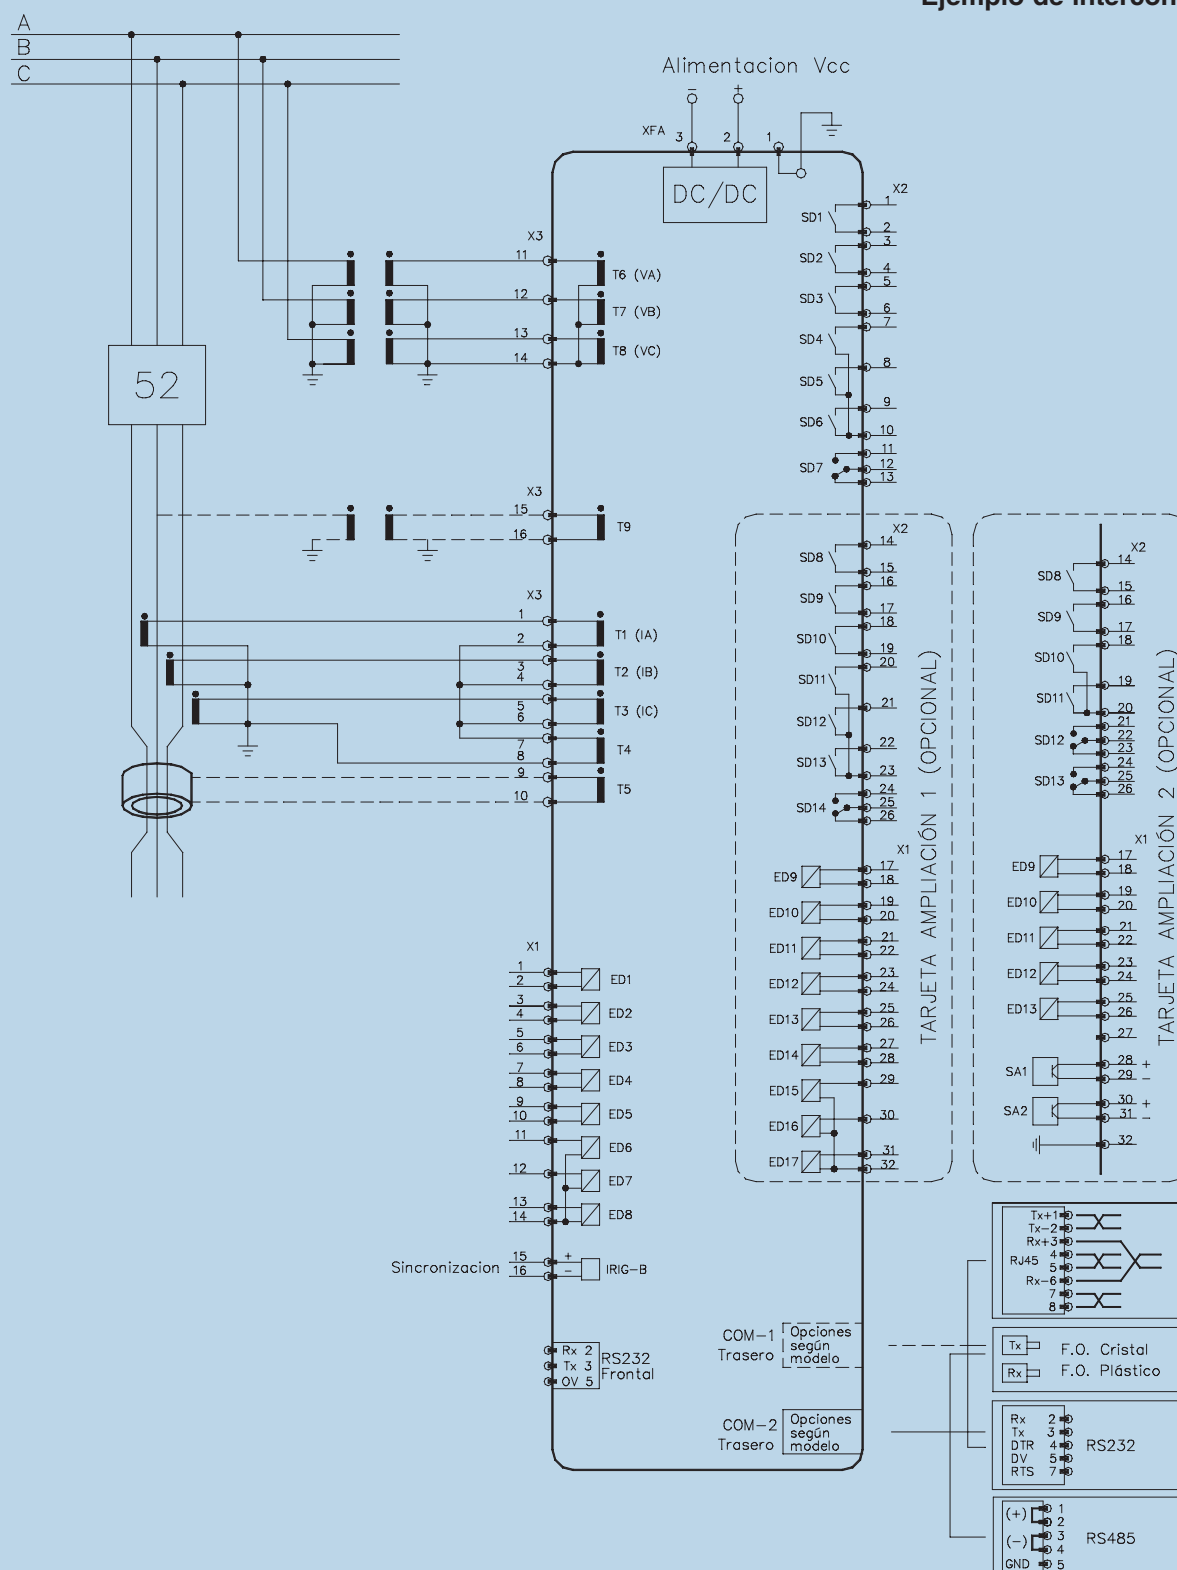 Ejemplo de
A
B
C
Alimentacion Vcc
- +
XFA 3 2 1
DC/DC
52
X3
11 T6 (VA)
12 T7 (VB)
13 T8 (VC)
14
X3
15 T9
16
X3
1 T1 (IA)
2
3 T2 (IB)
4
5 T3 (IC)
6
7 T4
8
9 T5
10
X2
SD1 1
2
SD2 3
4
SD3 5
6
SD4 7
SD5 8
SD6 9
10
SD7 11
12
13
X2
SD8 14
15
SD9 16
17
SD10 18
19
SD11 20
SD12 21
SD13 22
23
SD14 24
25
26
X1
ED9 17
18
ED10 19
20
ED11 21
22
ED12 23
24
ED13 25
26
ED14 27
28
ED15 29
ED16 30
ED17 31
32
TARJETA AMPLIACIÓN 1 (OPCIONAL)
X2
SD8 14
15
SD9 16
17
SD10 18
SD11 19
20
SD12 21
22
23
SD13 24
25
26
X1
ED9 17
18
ED10 19
20
ED11 21
22
ED12 23
24
ED13 25
26
27
SA1 28 +
29 -
SA2 30 +
31 -
32
TARJETA AMPLIACIÓN 2 (OPCIONAL)
X1
1 ED1
2
3 ED2
4
5 ED3
6
7 ED4
8
9 ED5
10
11 ED6
12 ED7
13 ED8
14
Sincronizacion 15 + IRIG-B
16 -
Rx 2
Tx 3
OV 5
RS232
Frontal
COM-1
Trasero
Opciones
según
modelo
COM-2
Trasero
Opciones
según
modelo
Tx+1
Tx-2
Rx+3
RJ45 4
5
Rx-6
7
8
Tx F.O. Cristal
Rx F.O. Plástico
Rx 2
Tx 3
DTR 4
DV 5
RTS 7
RS232
(+) 1
2
(-) 3
4
GND 5
RS485